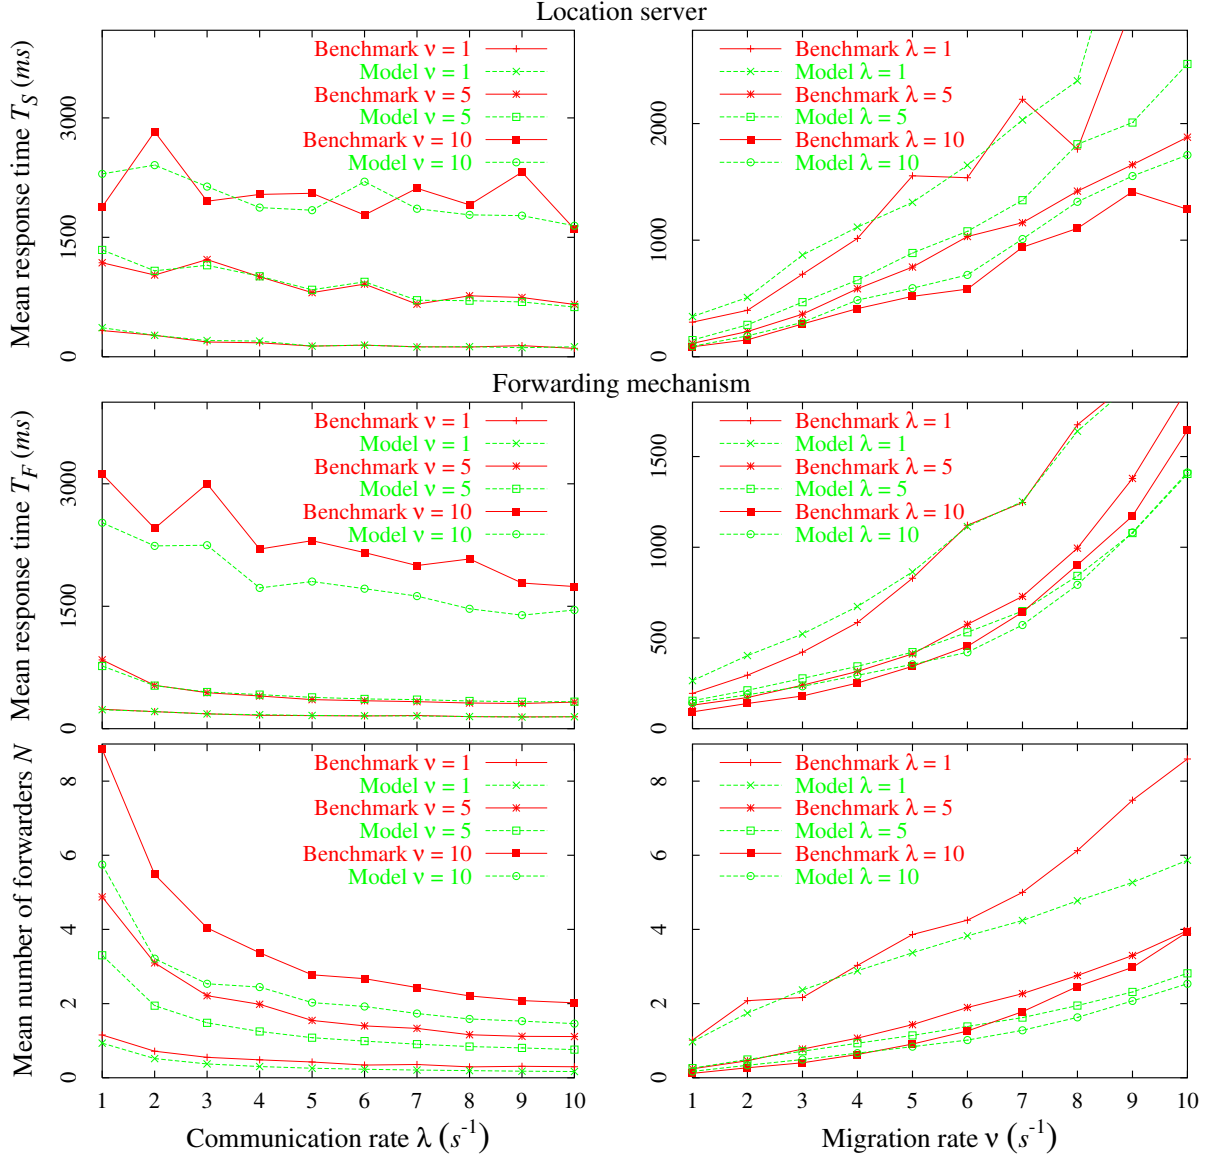 Location server
Mean response time T_S (ms)
0
1500
3000
Benchmark ν = 1
Model ν = 1
Benchmark ν = 5
Model ν = 5
Benchmark ν = 10
Model ν = 10
0
1000
2000
Benchmark λ = 1
Model λ = 1
Benchmark λ = 5
Model λ = 5
Benchmark λ = 10
Model λ = 10
Forwarding mechanism
Mean response time T_F (ms)
0
1500
3000
Benchmark ν = 1
Model ν = 1
Benchmark ν = 5
Model ν = 5
Benchmark ν = 10
Model ν = 10
0
500
1000
1500
Benchmark λ = 1
Model λ = 1
Benchmark λ = 5
Model λ = 5
Benchmark λ = 10
Model λ = 10
Mean number of forwarders N
0
2
4
6
8
Benchmark ν = 1
Model ν = 1
Benchmark ν = 5
Model ν = 5
Benchmark ν = 10
Model ν = 10
1 2 3 4 5 6 7 8 9 10
Communication rate λ (s⁻¹)
0
2
4
6
8
Benchmark λ = 1
Model λ = 1
Benchmark λ = 5
Model λ = 5
Benchmark λ = 10
Model λ = 10
1 2 3 4 5 6 7 8 9 10
Migration rate ν (s⁻¹)